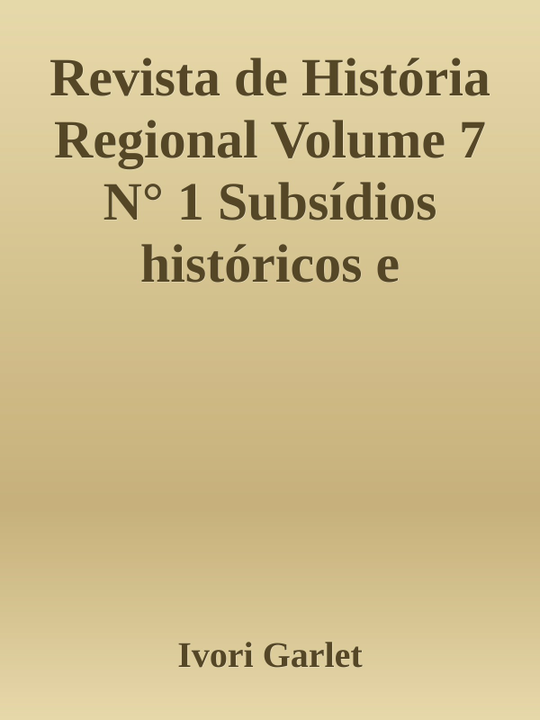 Revista de História
Regional Volume 7
N° 1 Subsídios
históricos e
Ivori Garlet